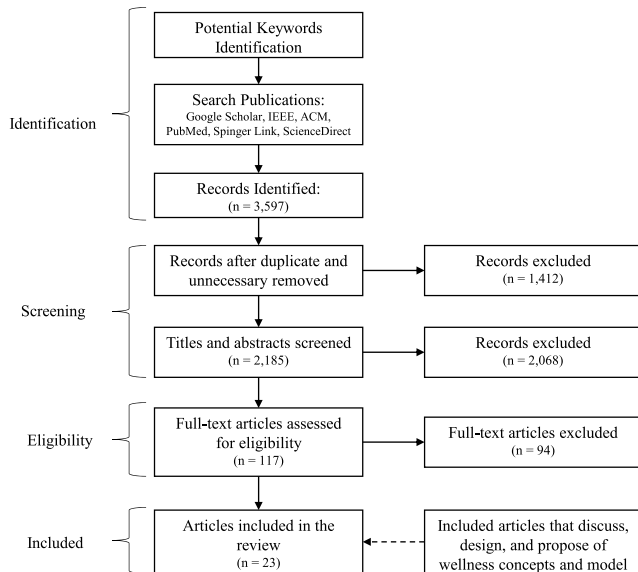 Potential Keywords
Identification
Search Publications:
Google Scholar, IEEE, ACM,
PubMed, Spinger Link, ScienceDirect
Identification
Records Identified:
(n = 3,597)
Records after duplicate and
unnecessary removed
Records excluded
(n = 1,412)
Screening
Titles and abstracts screened
(n = 2,185)
Records excluded
(n = 2,068)
Eligibility
Full-text articles assessed
for eligibility
(n = 117)
Full-text articles excluded
(n = 94)
Included
Articles included in the
review
(n = 23)
Included articles that discuss,
design, and propose of
wellness concepts and model